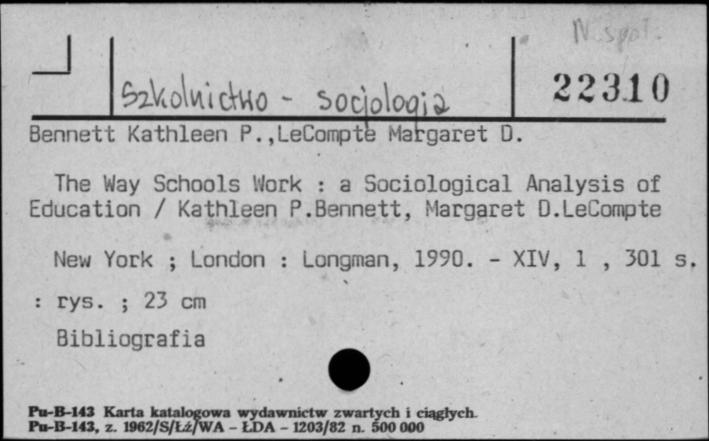 N. społ.
Szkolnictwo - socjologia
22310
Bennett Kathleen P.,LeCompte Margaret D.
The Way Schools Work : a Sociological Analysis of
Education / Kathleen P.Bennett, Margaret D.LeCompte
New York ; London : Longman, 1990. - XIV, 1 , 301 s.
: rys. ; 23 cm
Bibliografia
Pu-B-143 Karta katalogowa wydawnictw zwartych i ciągłych.
Pu-B-143, z. 1962/S/Łź/WA – ŁDA – 1203/82 n. 500 000